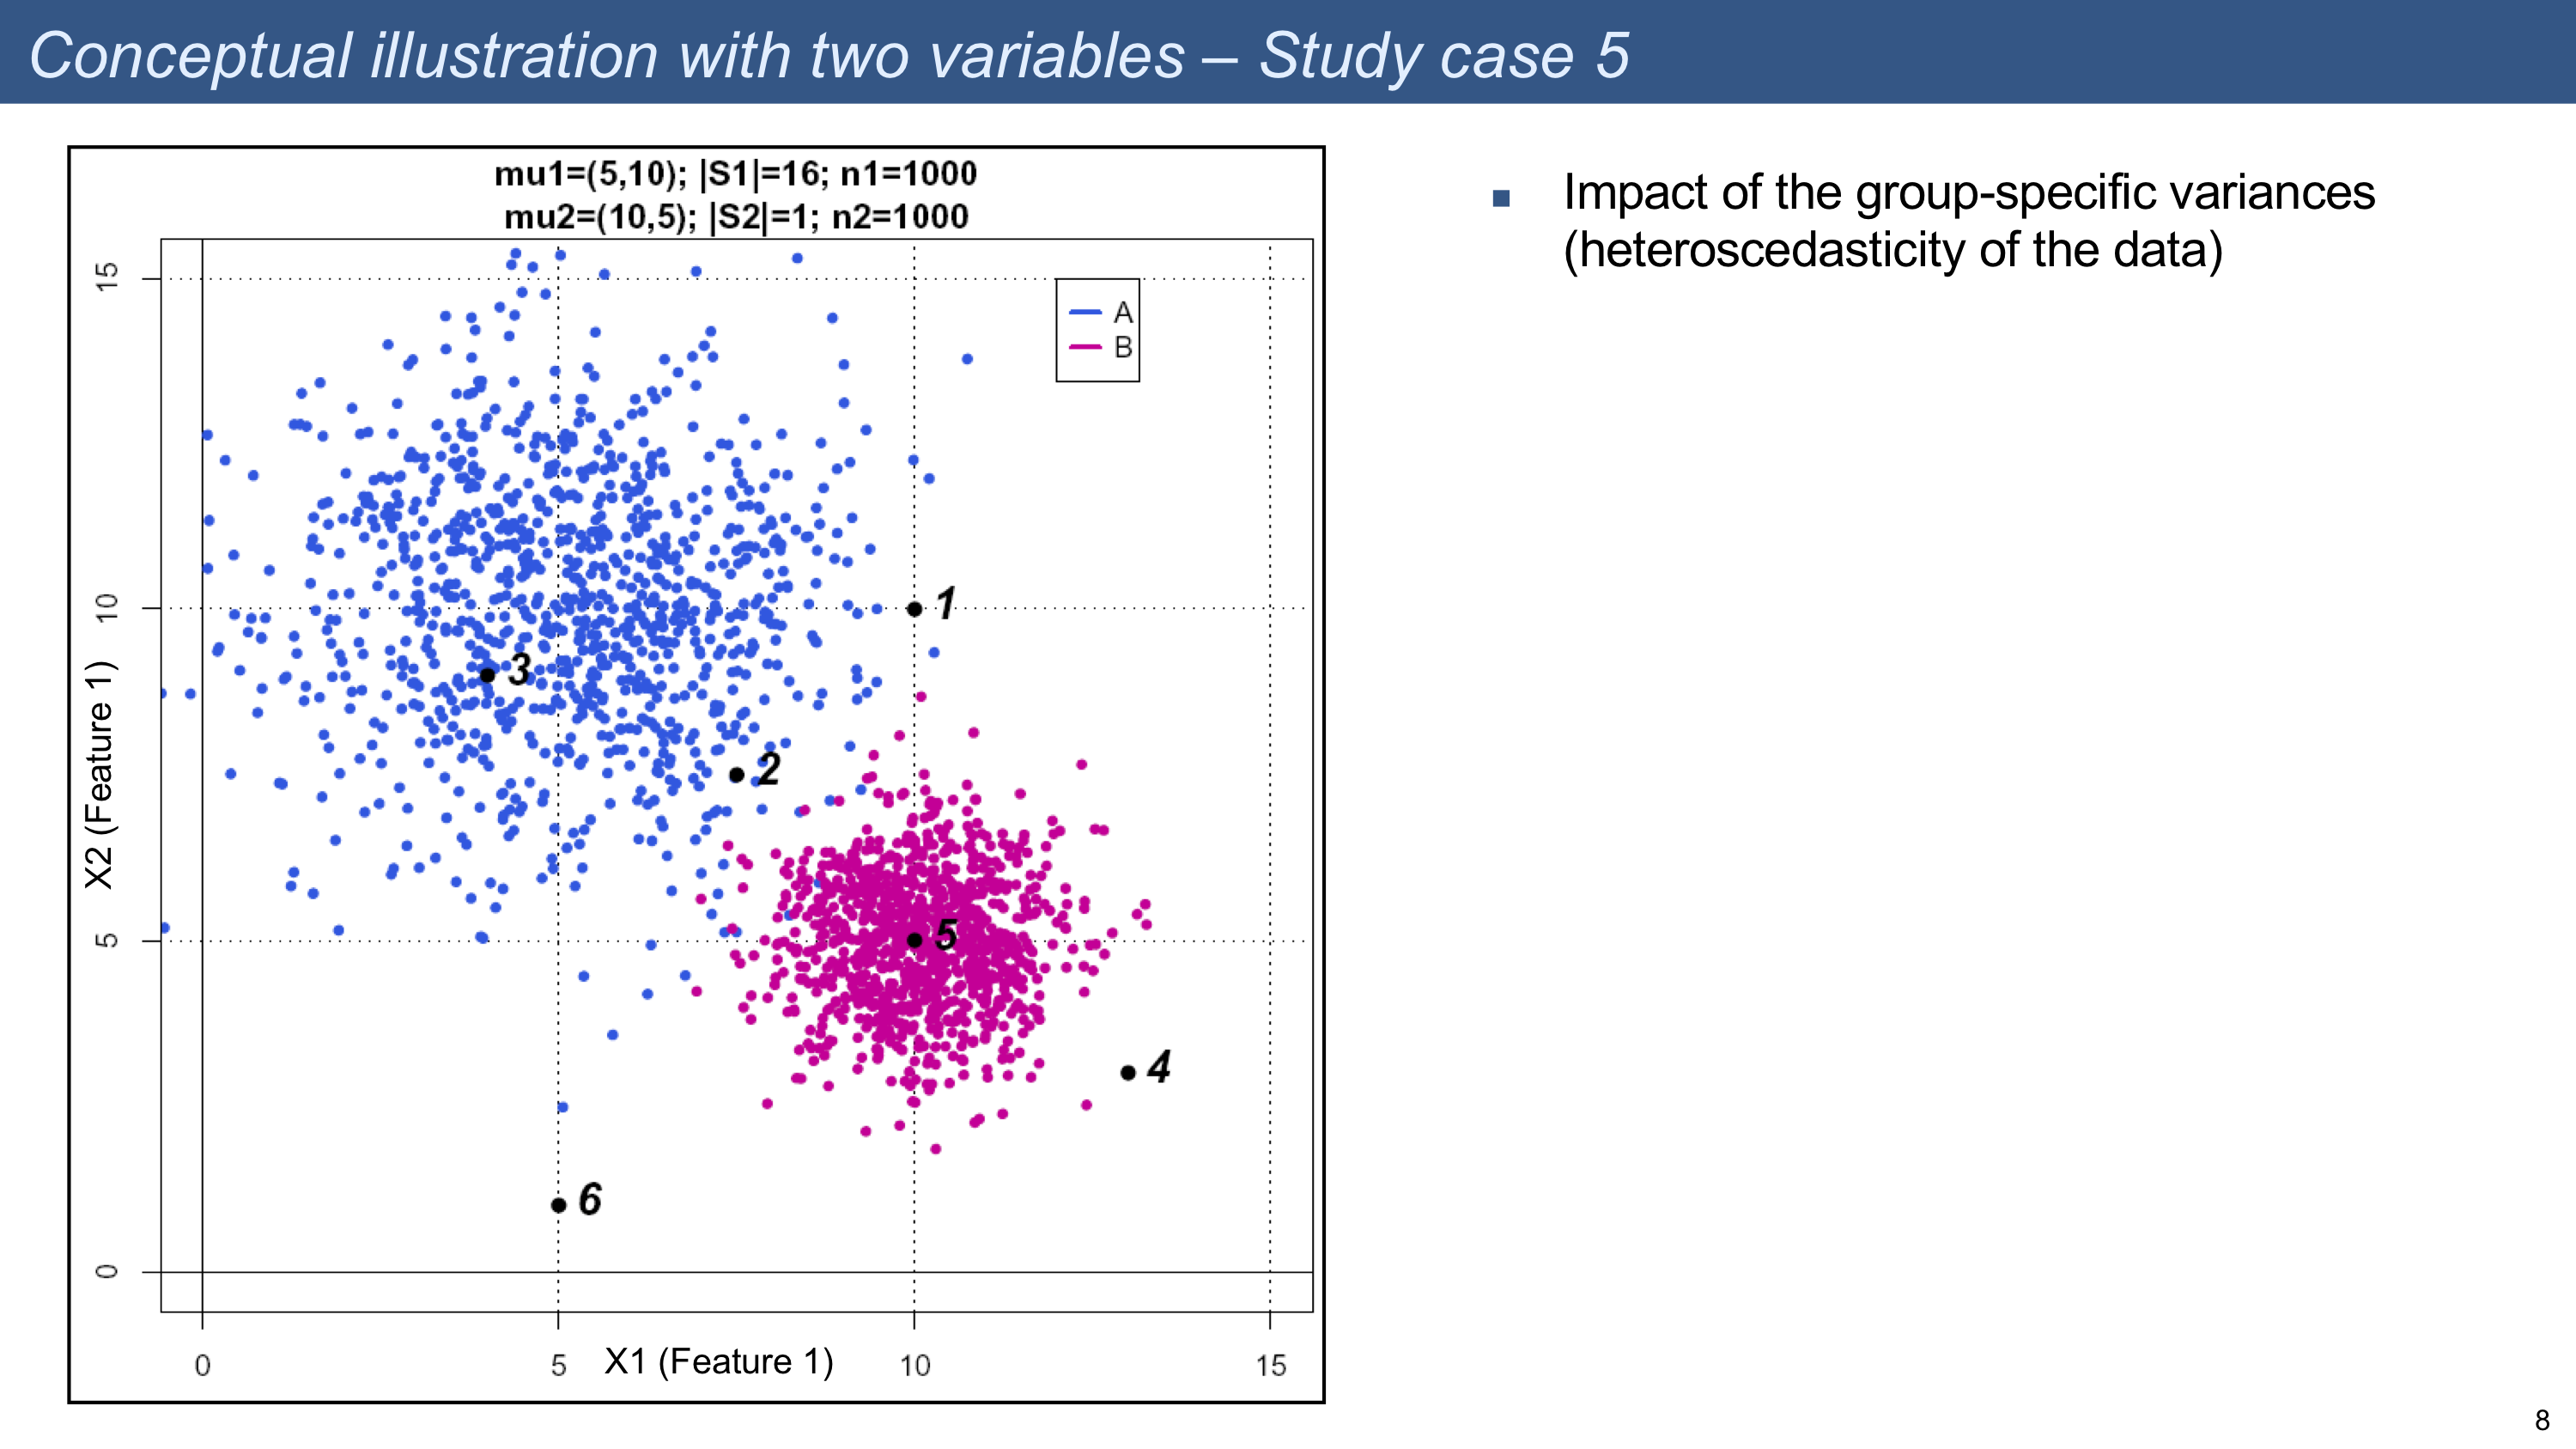 Conceptual illustration with two variables – Study case 5
mu1=(5,10); |S1|=16; n1=1000
mu2=(10,5); |S2|=1; n2=1000
A
B
15
10
5
0
X2 (Feature 1)
1
3
2
5
4
6
0
5
X1 (Feature 1)
10
15
■ Impact of the group-specific variances
(heteroscedasticity of the data)
8